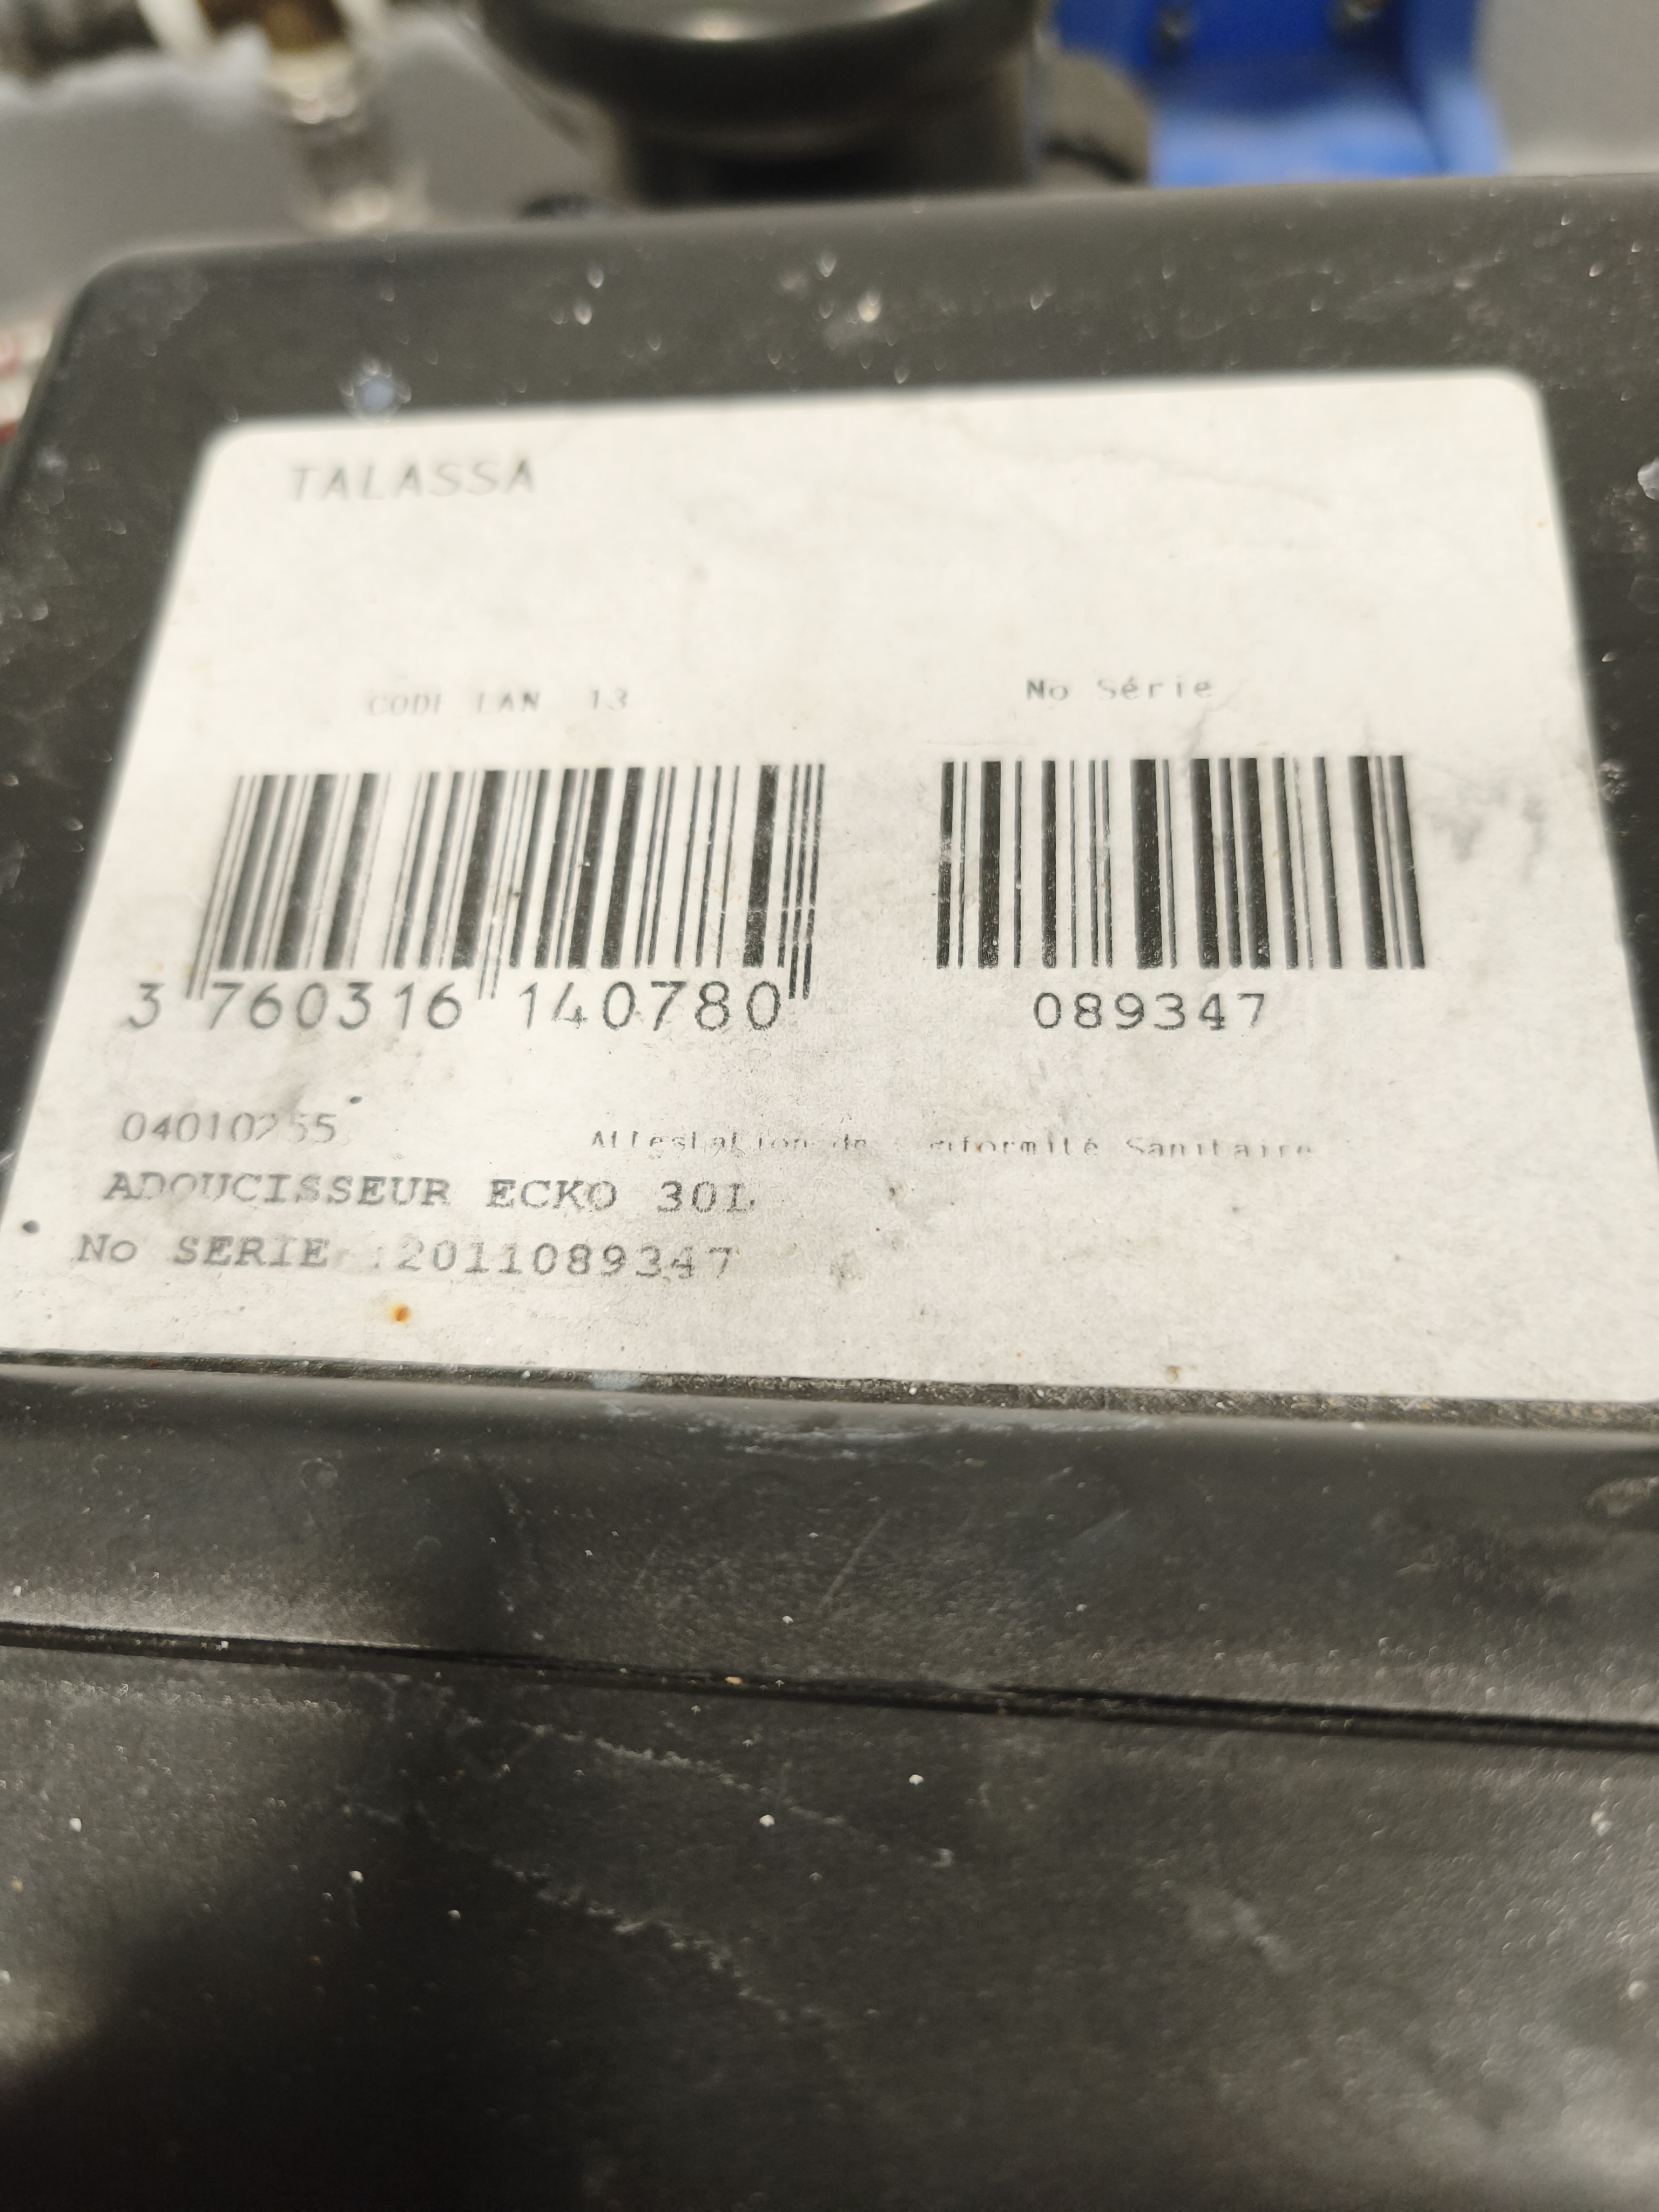 TALASSA
CODE EAN 13
No Série
3 760316 140780
089347
04010255
Attestation de Conformité Sanitaire
ADOUCISSEUR ECKO 30L
No SERIE :2011089347